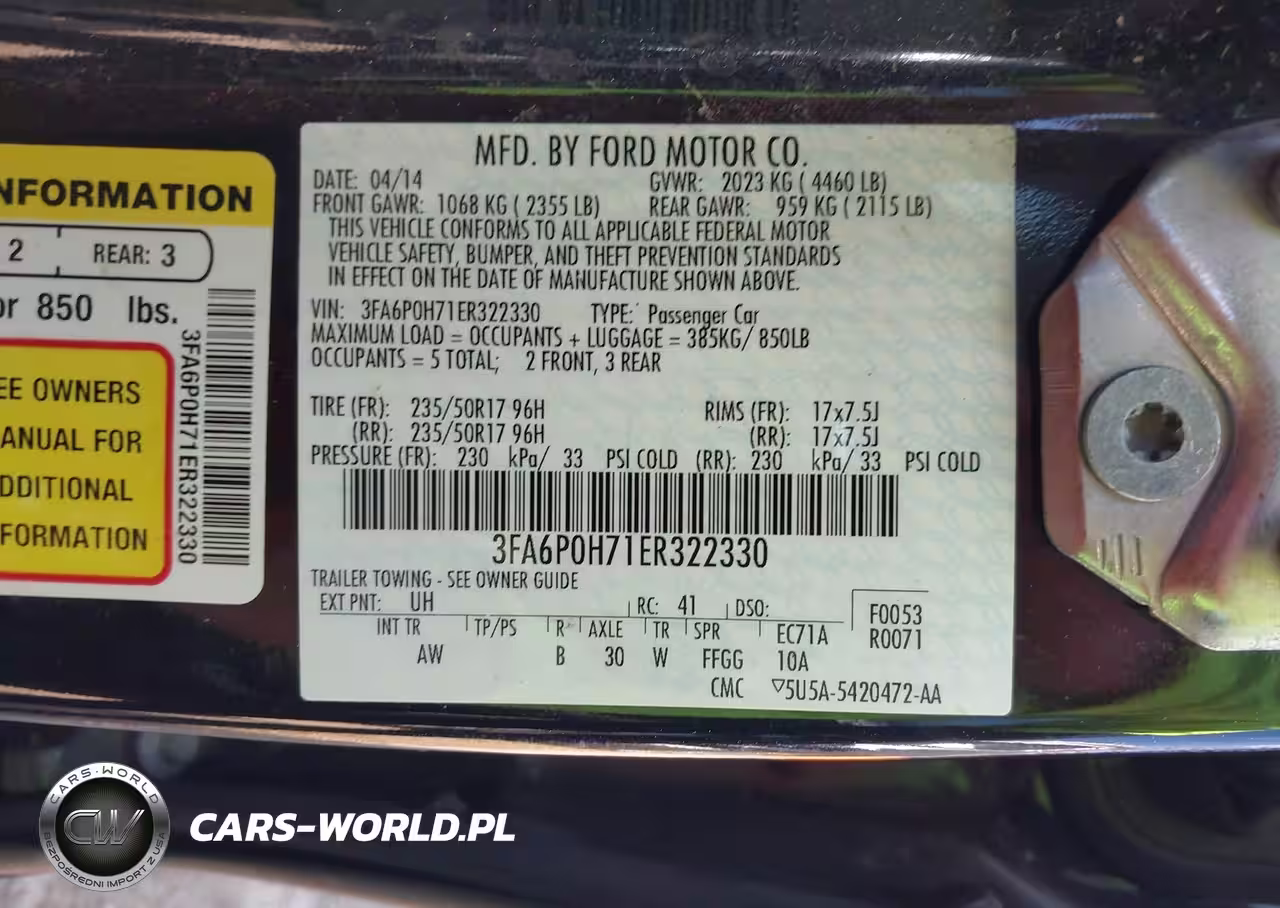 NFORMATION
2 REAR: 3
or 850 lbs.
EE OWNERS
ANUAL FOR
DDITIONAL
FORMATION
3FA6P0H71ER322330
MFD. BY FORD MOTOR CO.
DATE: 04/14 GVWR: 2023 KG ( 4460 LB)
FRONT GAWR: 1068 KG ( 2355 LB) REAR GAWR: 959 KG ( 2115 LB)
THIS VEHICLE CONFORMS TO ALL APPLICABLE FEDERAL MOTOR
VEHICLE SAFETY, BUMPER, AND THEFT PREVENTION STANDARDS
IN EFFECT ON THE DATE OF MANUFACTURE SHOWN ABOVE.
VIN: 3FA6P0H71ER322330 TYPE: Passenger Car
MAXIMUM LOAD = OCCUPANTS + LUGGAGE = 385KG/ 850LB
OCCUPANTS = 5 TOTAL; 2 FRONT, 3 REAR
TIRE (FR): 235/50R17 96H RIMS (FR): 17x7.5J
(RR): 235/50R17 96H (RR): 17x7.5J
PRESSURE (FR): 230 kPa/ 33 PSI COLD (RR): 230 kPa/ 33 PSI COLD
3FA6P0H71ER322330
TRAILER TOWING - SEE OWNER GUIDE
EXT PNT: UH RC: 41 DSO: F0053
INT TR TP/PS R AXLE TR SPR EC71A R0071
AW B 30 W FFGG 10A
CMC ▽5U5A-5420472-AA
CARS-WORLD
CW
BEZPOŚREDNI IMPORT Z USA
CARS-WORLD.PL